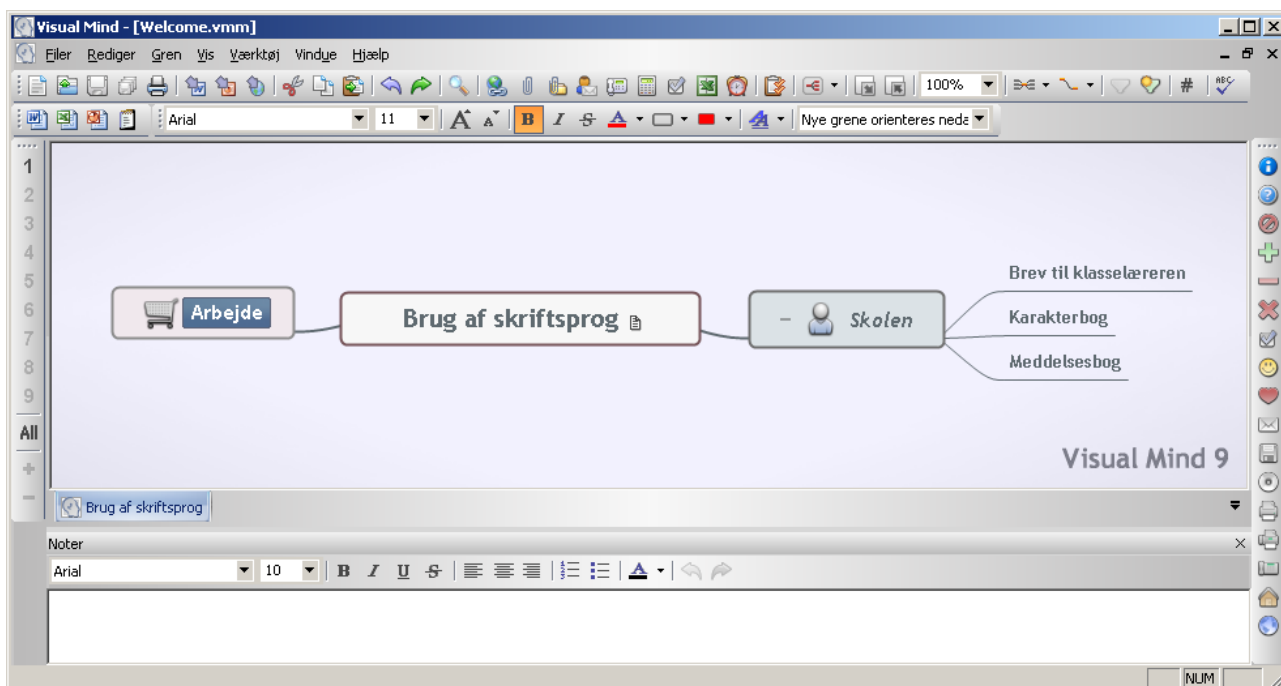 Visual Mind - [Welcome.vmm]
Filer Rediger Gren Vis Værktøj Vindue Hjælp
100% # ABC
Arial 11 A A B I S A A Nye grene orienteres neda
1
2
3
4
5
6
7
8
9
All
+
−
Arbejde
Brug af skriftsprog
− Skolen
Brev til klasselæreren
Karakterbog
Meddelsesbog
Visual Mind 9
Brug af skriftsprog
Noter
Arial 10 B I U S A
NUM